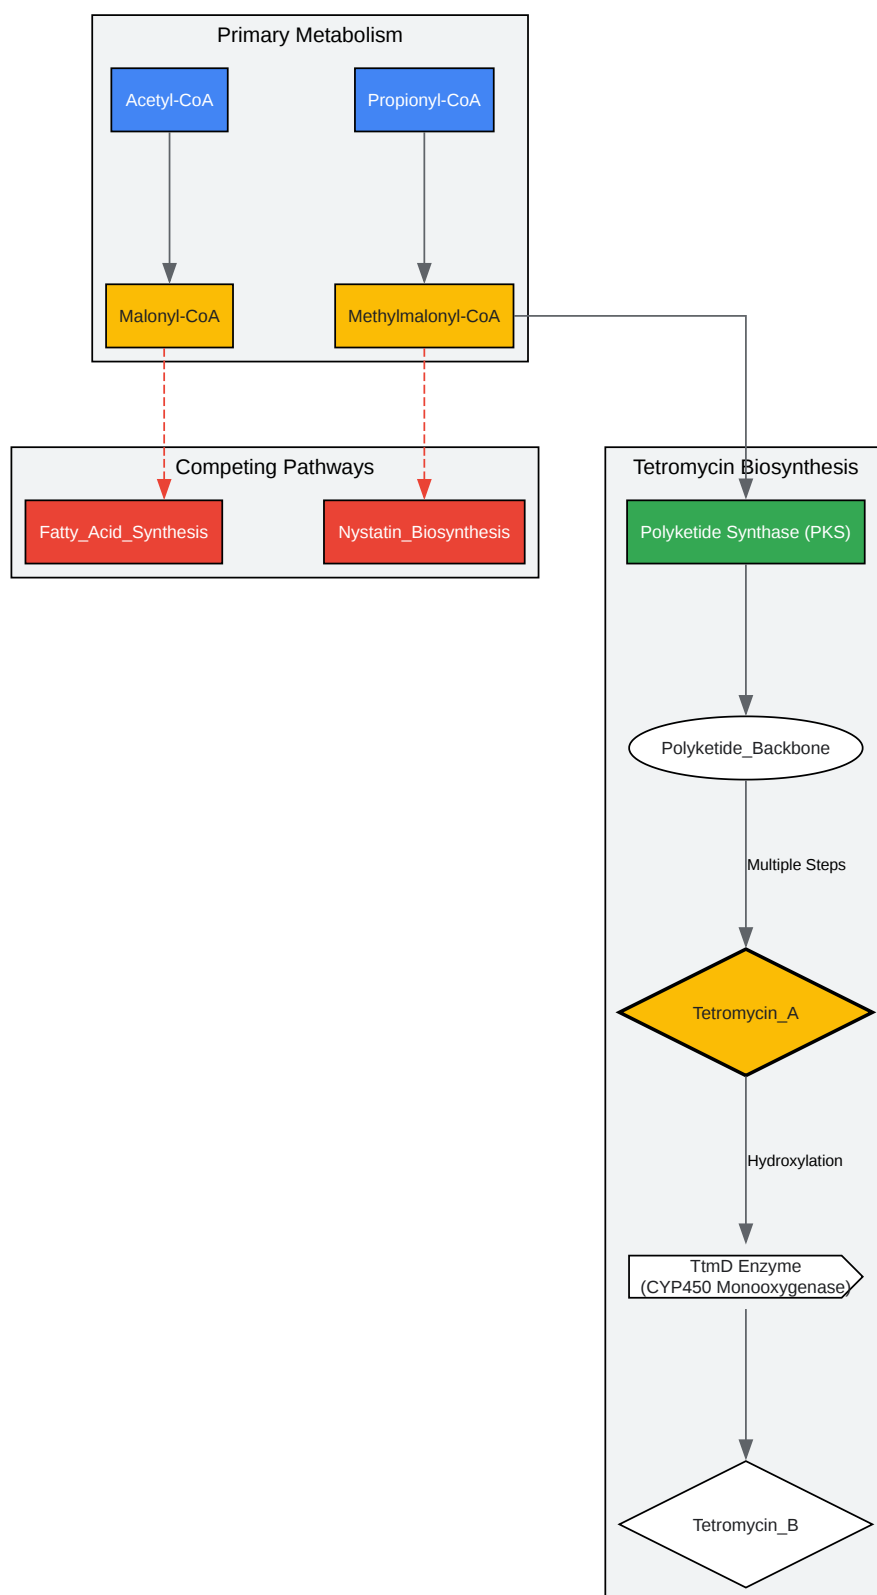 Primary Metabolism
Acetyl-CoA
Propionyl-CoA
Malonyl-CoA
Methylmalonyl-CoA
Competing Pathways
Fatty_Acid_Synthesis
Nystatin_Biosynthesis
Tetromycin Biosynthesis
Polyketide Synthase (PKS)
Polyketide_Backbone
Multiple Steps
Tetromycin_A
Hydroxylation
TtmD Enzyme
(CYP450 Monooxygenase)
Tetromycin_B